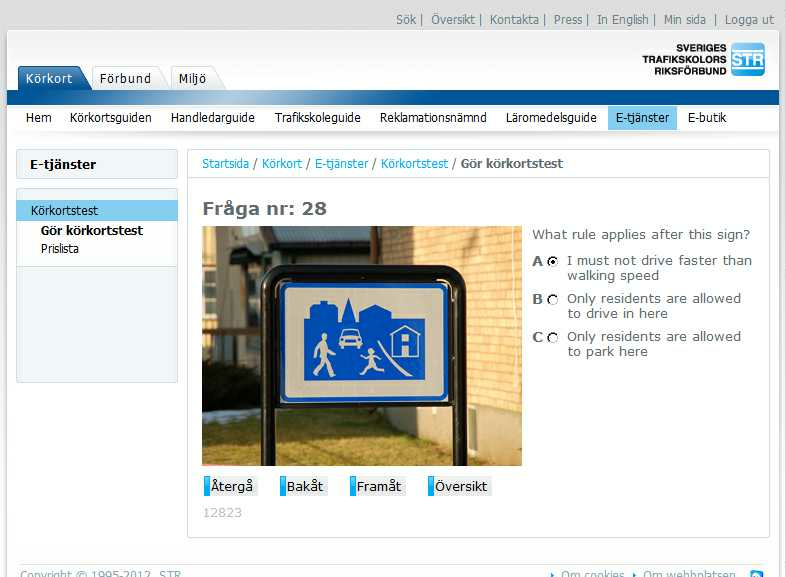 Sök | Översikt | Kontakta | Press | In English | Min sida | Logga ut
SVERIGES
TRAFIKSKOLORS
RIKSFÖRBUND
STR
Körkort Förbund Miljö
Hem Körkortsguiden Handledarguide Trafikskoleguide Reklamationsnämnd Läromedelsguide E-tjänster E-butik
E-tjänster
Körkortstest
Gör körkortstest
Prislista
Startsida / Körkort / E-tjänster / Körkortstest / Gör körkortstest
Fråga nr: 28
What rule applies after this sign?
A I must not drive faster than
walking speed
B Only residents are allowed
to drive in here
C Only residents are allowed
to park here
Återgå Bakåt Framåt Översikt
12823
Copyright © 1995-2012, STR Om cookies Om webbplatsen